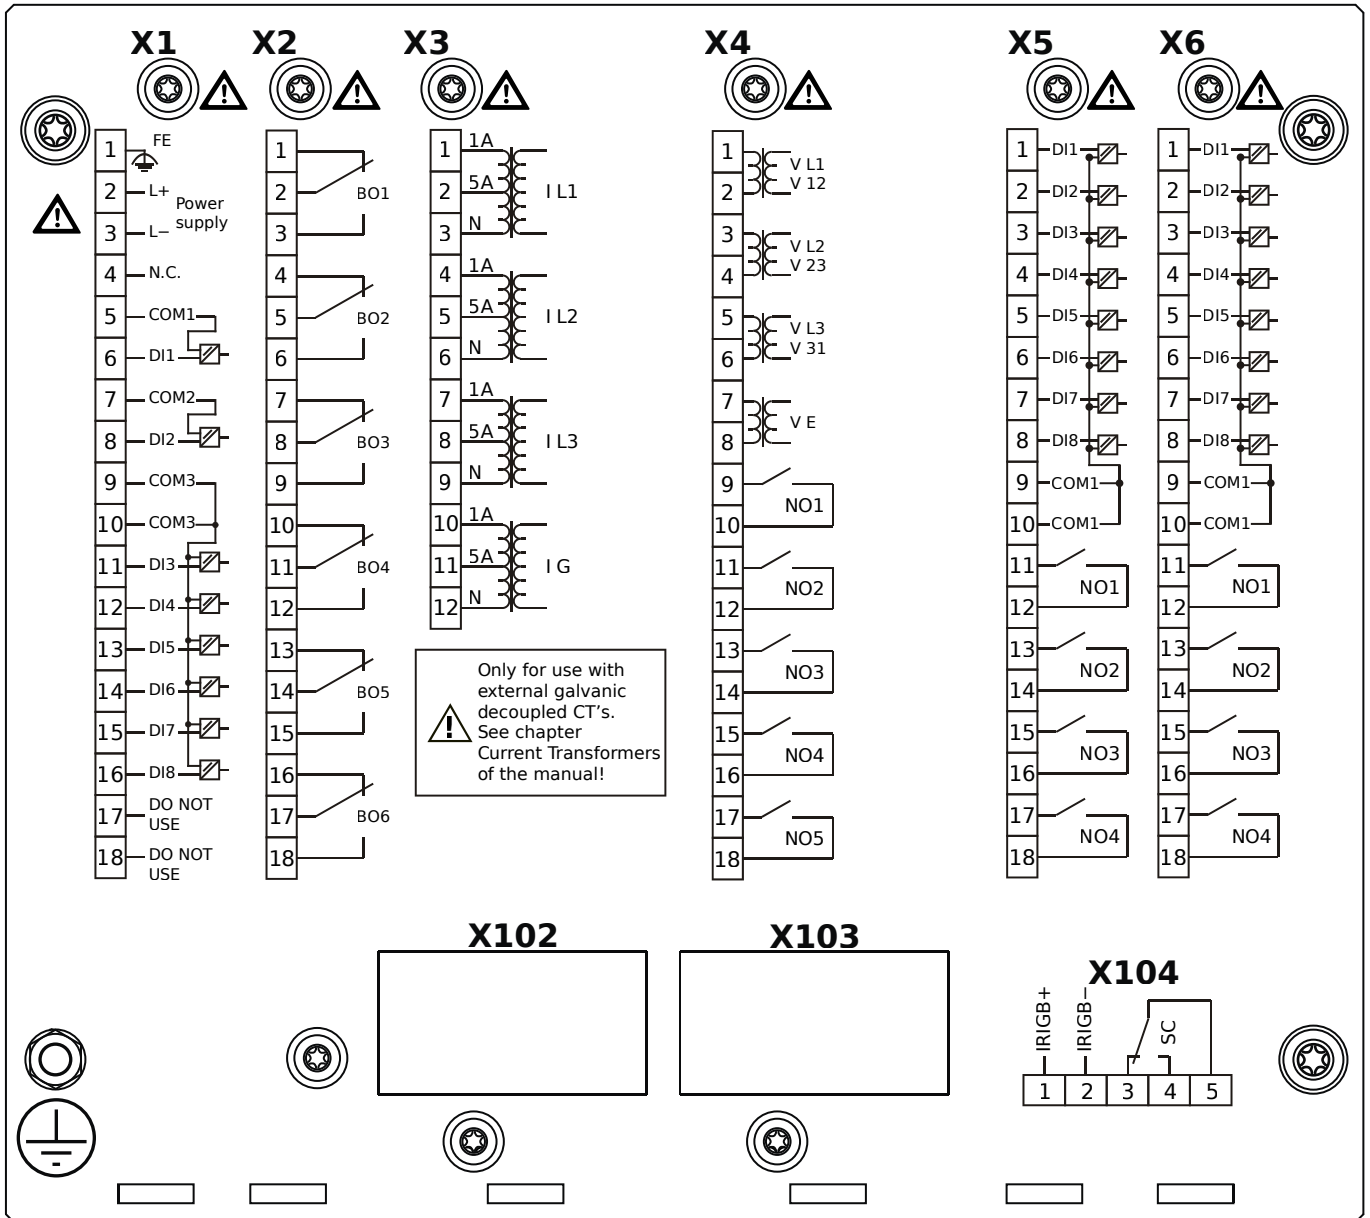 X1
X2
X3
X4
X5
X6
1
FE
2
L+
Power
supply
3
L−
4
N.C.
5
COM1
6
DI1
7
COM2
8
DI2
9
COM3
10
COM3
11
DI3
12
DI4
13
DI5
14
DI6
15
DI7
16
DI8
17
DO NOT
USE
18
DO NOT
USE
1
2
BO1
3
4
5
BO2
6
7
8
BO3
9
10
11
BO4
12
13
14
BO5
15
16
17
BO6
18
1
1A
2
5A
I L1
3
N
4
1A
5
5A
I L2
6
N
7
1A
8
5A
I L3
9
N
10
1A
11
5A
I G
12
N
Only for use with
external galvanic
decoupled CT's.
See chapter
Current Transformers
of the manual!
1
V L1
V 12
2
3
V L2
V 23
4
5
V L3
V 31
6
7
V E
8
9
NO1
10
11
NO2
12
13
NO3
14
15
NO4
16
17
NO5
18
1
DI1
2
DI2
3
DI3
4
DI4
5
DI5
6
DI6
7
DI7
8
DI8
9
COM1
10
COM1
11
NO1
12
13
NO2
14
15
NO3
16
17
NO4
18
1
DI1
2
DI2
3
DI3
4
DI4
5
DI5
6
DI6
7
DI7
8
DI8
9
COM1
10
COM1
11
NO1
12
13
NO2
14
15
NO3
16
17
NO4
18
X102
X103
X104
IRIGB+
IRIGB−
SC
1 2 3 4 5